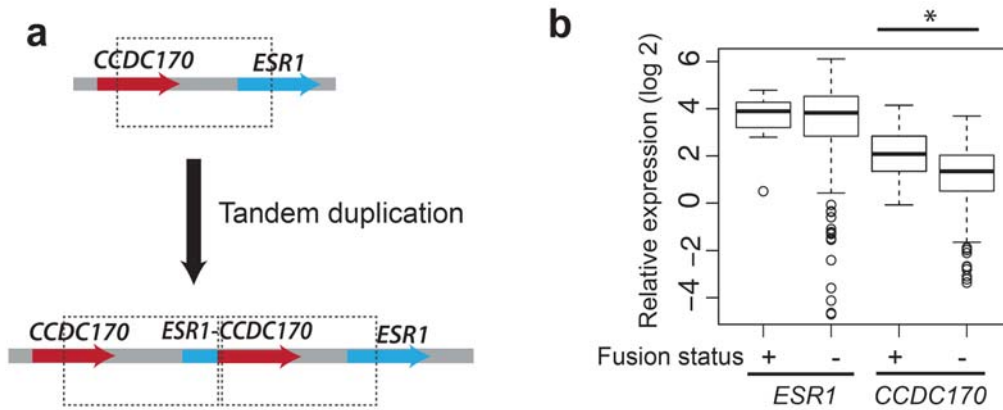 a
CCDC170 ESR1
Tandem duplication
CCDC170 ESR1-CCDC170 ESR1
b
*
Relative expression (log 2)
6
4
2
0
−2
−4
Fusion status + - + -
ESR1 CCDC170